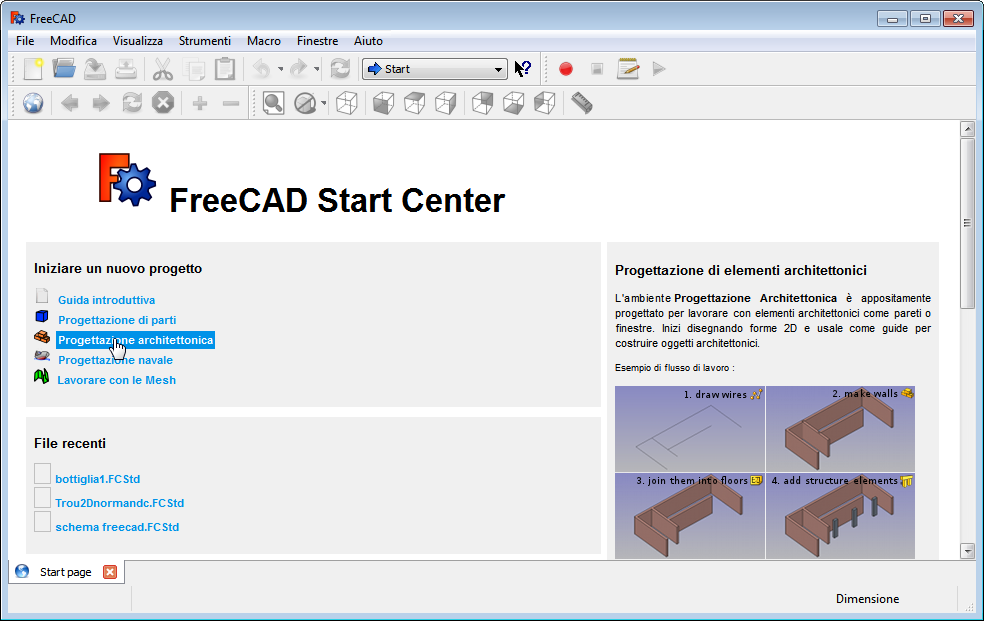 FreeCAD
File Modifica Visualizza Strumenti Macro Finestre Aiuto
Start
FreeCAD Start Center
Iniziare un nuovo progetto
Guida introduttiva
Progettazione di parti
Progettazione architettonica
Progettazione navale
Lavorare con le Mesh
File recenti
bottiglia1.FCStd
Trou2Dnormandc.FCStd
schema freecad.FCStd
Progettazione di elementi architettonici
L'ambiente Progettazione Architettonica è appositamente
progettato per lavorare con elementi architettonici come pareti o
finestre. Inizi disegnando forme 2D e usale come guide per
costruire oggetti architettonici.
Esempio di flusso di lavoro :
1. draw wires
2. make walls
3. join them into floors
4. add structure elements
Start page
Dimensione